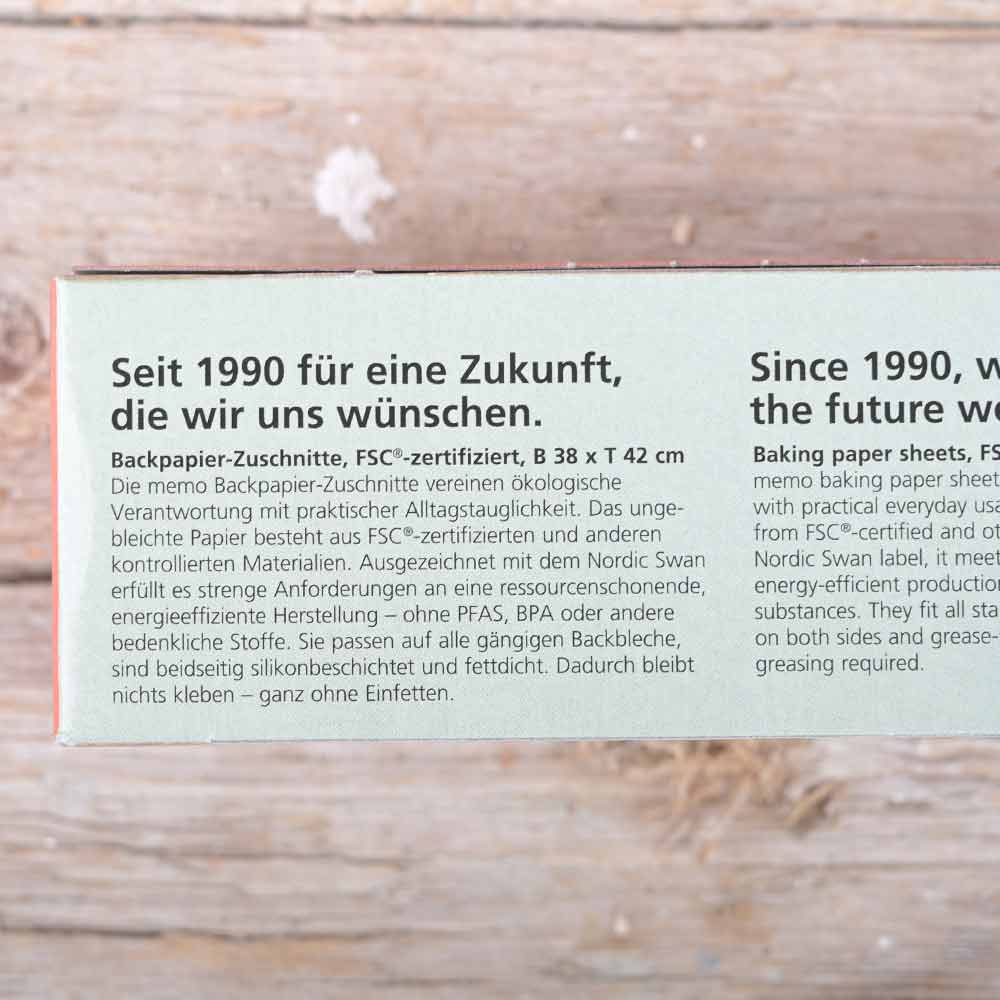 Seit 1990 für eine Zukunft,
die wir uns wünschen.
Backpapier-Zuschnitte, FSC®-zertifiziert, B 38 x T 42 cm
Die memo Backpapier-Zuschnitte vereinen ökologische
Verantwortung mit praktischer Alltagstauglichkeit. Das unge-
bleichte Papier besteht aus FSC®-zertifizierten und anderen
kontrollierten Materialien. Ausgezeichnet mit dem Nordic Swan
erfüllt es strenge Anforderungen an eine ressourcenschonende,
energieeffiziente Herstellung – ohne PFAS, BPA oder andere
bedenkliche Stoffe. Sie passen auf alle gängigen Backbleche,
sind beidseitig silikonbeschichtet und fettdicht. Dadurch bleibt
nichts kleben – ganz ohne Einfetten.
Since 1990,
the future
Baking paper sheets,
memo baking paper
with practical everyday
from FSC®-certified and
Nordic Swan label, it
energy-efficient
substances. They fit all
on both sides and grease-
greasing required.